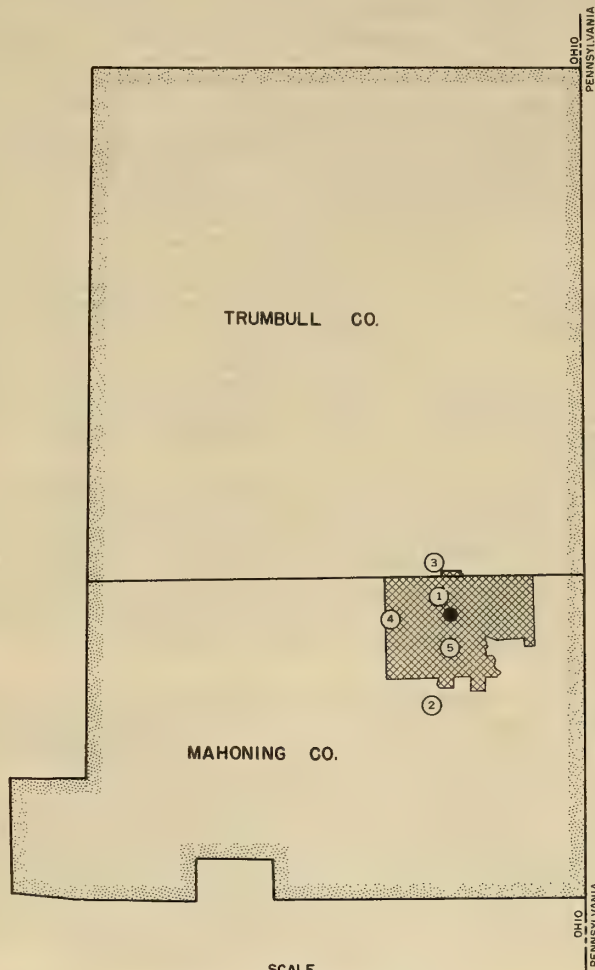 OHIO
PENNSYLVANIA
TRUMBULL CO.
3
1
4
5
2
MAHONING CO.
OHIO
PENNSYLVANIA
SCALE